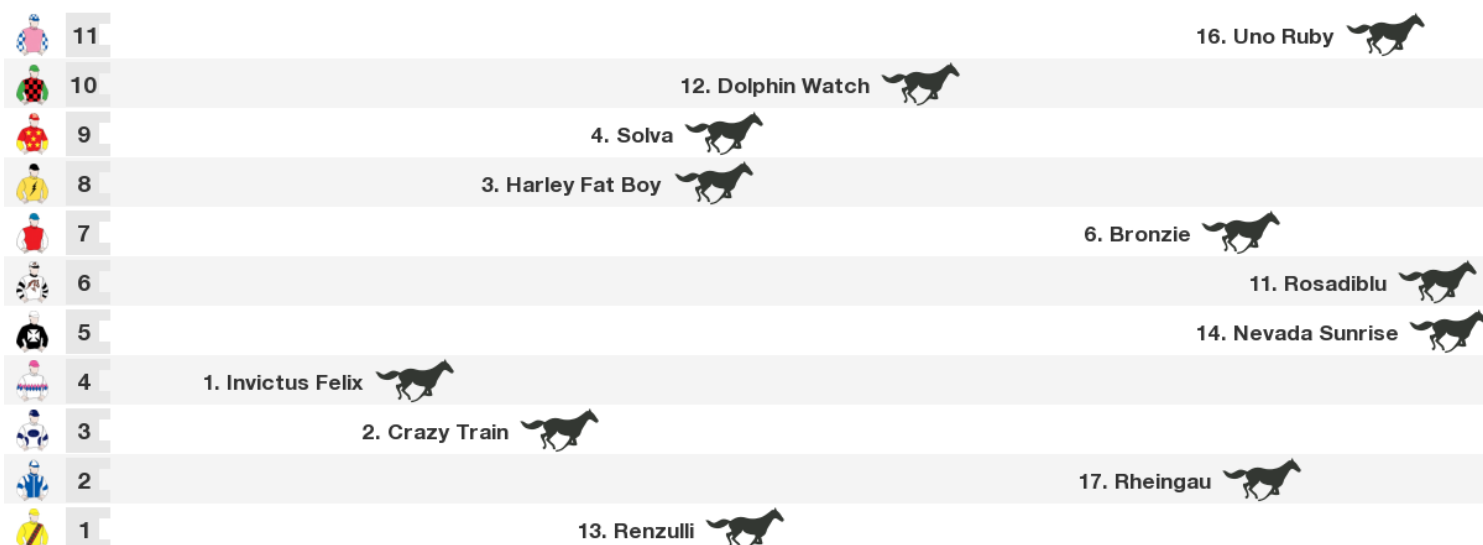 11 16. Uno Ruby
10 12. Dolphin Watch
9 4. Solva
8 3. Harley Fat Boy
7 6. Bronzie
6 11. Rosadiblu
5 14. Nevada Sunrise
4 1. Invictus Felix
3 2. Crazy Train
2 17. Rheingau
1 13. Renzulli